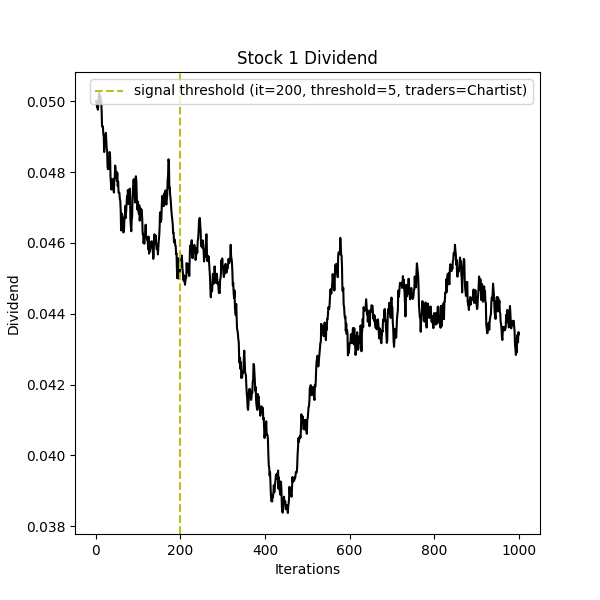 Stock 1 Dividend
signal threshold (it=200, threshold=5, traders=Chartist)
0.050
0.048
0.046
0.044
0.042
0.040
0.038
Dividend
0 200 400 600 800 1000
Iterations